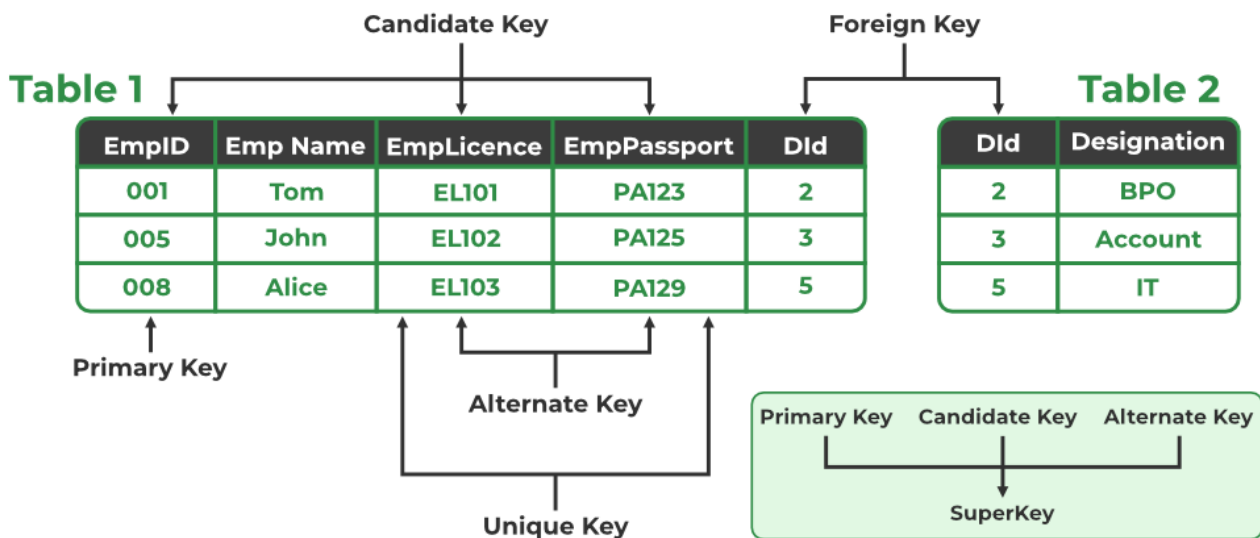 Candidate Key Foreign Key
Table 1 Table 2
EmpID Emp Name EmpLicence EmpPassport DId DId Designation
001 Tom EL101 PA123 2 2 BPO
005 John EL102 PA125 3 3 Account
008 Alice EL103 PA129 5 5 IT
Primary Key
Alternate Key
Unique Key
Primary Key Candidate Key Alternate Key
SuperKey